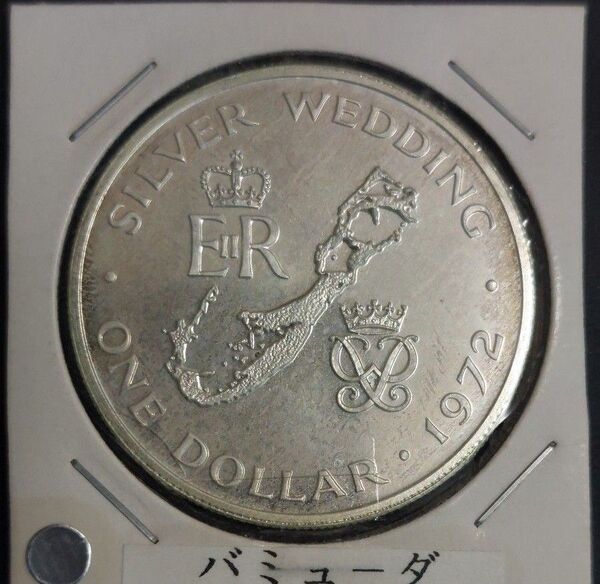 SILVER WEDDING
EIIR
· ONE DOLLAR · 1972 ·
バミューダ